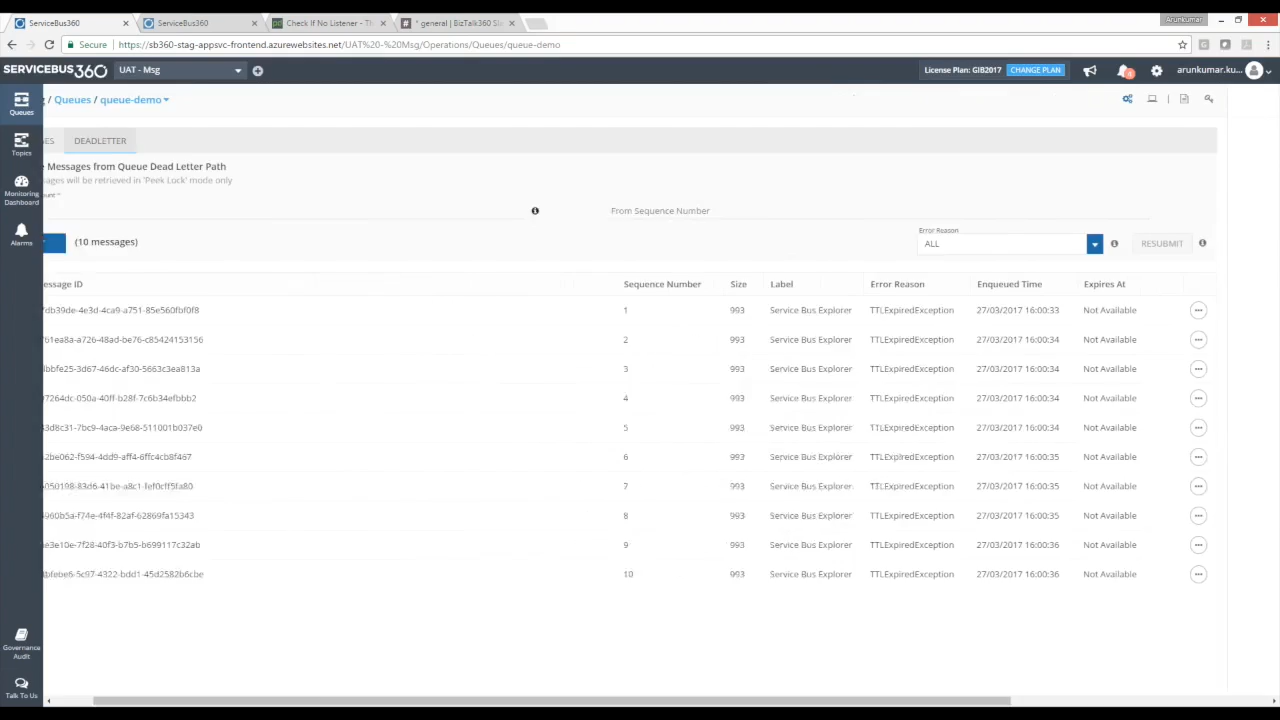 ServiceBus360
ServiceBus360
Check If No Listener - Th
* general | BizTalk360 Sla
Arunkumar
Secure
https://sb360-stag-appsvc-frontend.azurewebsites.net/UAT%20-%20Msg/Operations/Queues/queue-demo
SERVICEBUS360
UAT - Msg
License Plan: GIB2017
CHANGE PLAN
arunkumar.ku...
Queues
/ Queues / queue-demo
Topics
DEADLETTER
Messages from Queue Dead Letter Path
will be retrieved in 'Peek Lock' mode only
Monitoring
Dashboard
From Sequence Number
Alarms
(10 messages)
Error Reason
ALL
RESUBMIT
essage ID Sequence Number Size Label Error Reason Enqueued Time Expires At
db39de-4e3d-4ca9-a751-85e560fbf0f8 1 993 Service Bus Explorer TTLExpiredException 27/03/2017 16:00:33 Not Available
61ea8a-a726-48ad-be76-c85424153156 2 993 Service Bus Explorer TTLExpiredException 27/03/2017 16:00:34 Not Available
bbfe25-3d67-46dc-af30-5663c3ea813a 3 993 Service Bus Explorer TTLExpiredException 27/03/2017 16:00:34 Not Available
7264dc-050a-40ff-b28f-7c6b34efbbb2 4 993 Service Bus Explorer TTLExpiredException 27/03/2017 16:00:34 Not Available
3d8c31-7bc9-4aca-9e68-511001b037e0 5 993 Service Bus Explorer TTLExpiredException 27/03/2017 16:00:34 Not Available
2be062-f594-4dd9-aff4-6ffc4cb8f467 6 993 Service Bus Explorer TTLExpiredException 27/03/2017 16:00:35 Not Available
050198-83d6-41be-a8c1-fef0cff5fa80 7 993 Service Bus Explorer TTLExpiredException 27/03/2017 16:00:35 Not Available
960b5a-f74e-4f4f-82af-62869fa15343 8 993 Service Bus Explorer TTLExpiredException 27/03/2017 16:00:35 Not Available
e3e10e-7f28-40f3-b7b5-b699117c32ab 9 993 Service Bus Explorer TTLExpiredException 27/03/2017 16:00:36 Not Available
febe6-5c97-4322-bdd1-45d2582b6cbe 10 993 Service Bus Explorer TTLExpiredException 27/03/2017 16:00:36 Not Available
Governance
Audit
Talk To Us